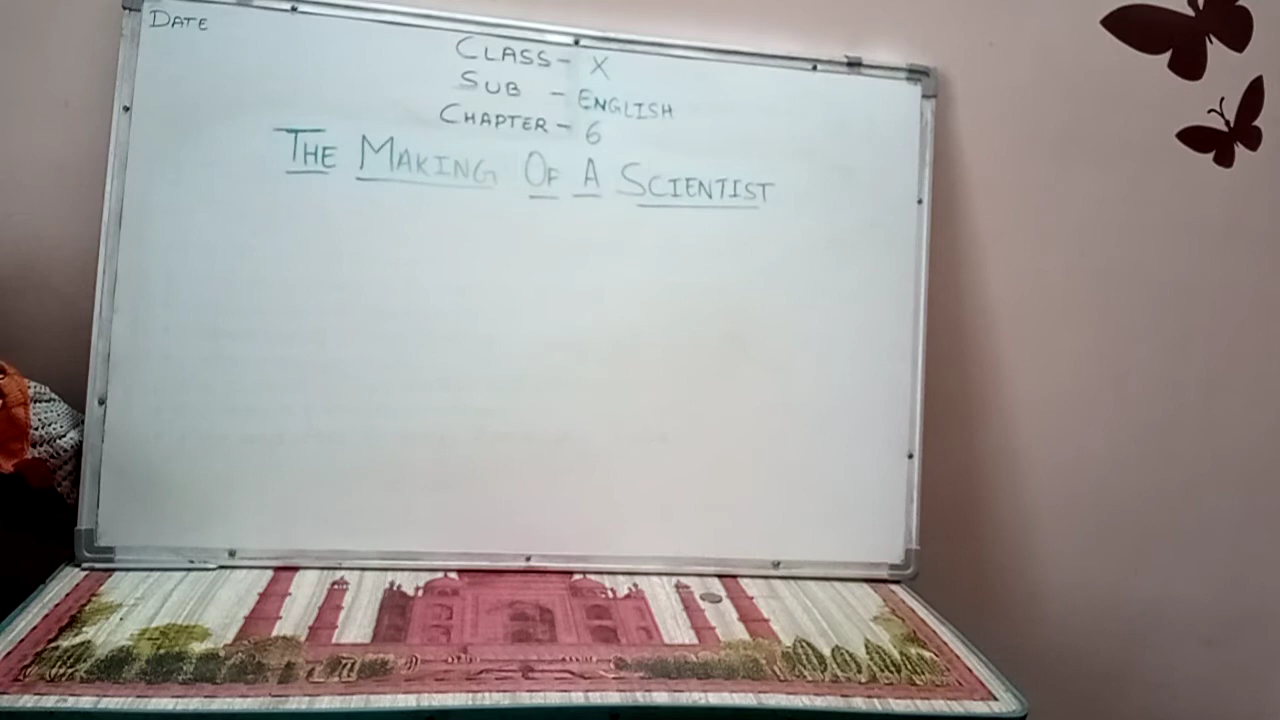 DATE
CLASS- X
SUB - ENGLISH
CHAPTER- 6
THE MAKING OF A SCIENTIST